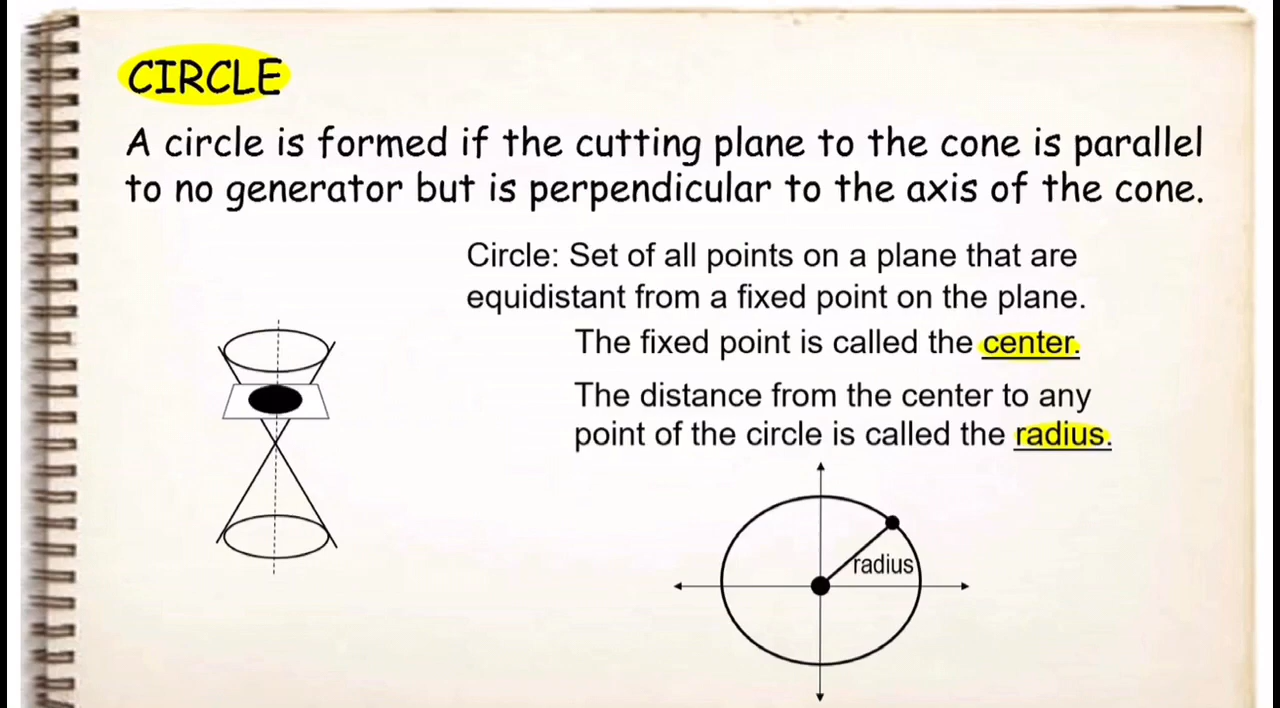 CIRCLE
A circle is formed if the cutting plane to the cone is parallel
to no generator but is perpendicular to the axis of the cone.
Circle: Set of all points on a plane that are
equidistant from a fixed point on the plane.
The fixed point is called the center.
The distance from the center to any
point of the circle is called the radius.
radius